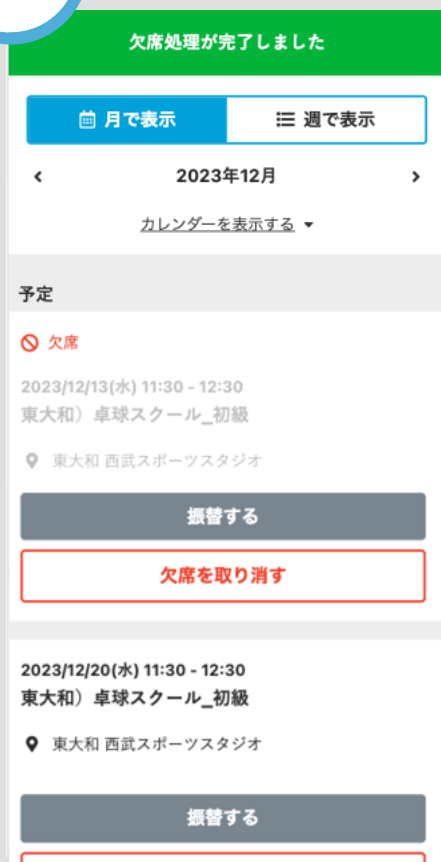 欠席処理が完了しました
月で表示
週で表示
2023年12月
カレンダーを表示する
予定
欠席
2023/12/13(水) 11:30 - 12:30
東大和）卓球スクール_初級
東大和 西武スポーツスタジオ
振替する
欠席を取り消す
2023/12/20(水) 11:30 - 12:30
東大和）卓球スクール_初級
東大和 西武スポーツスタジオ
振替する